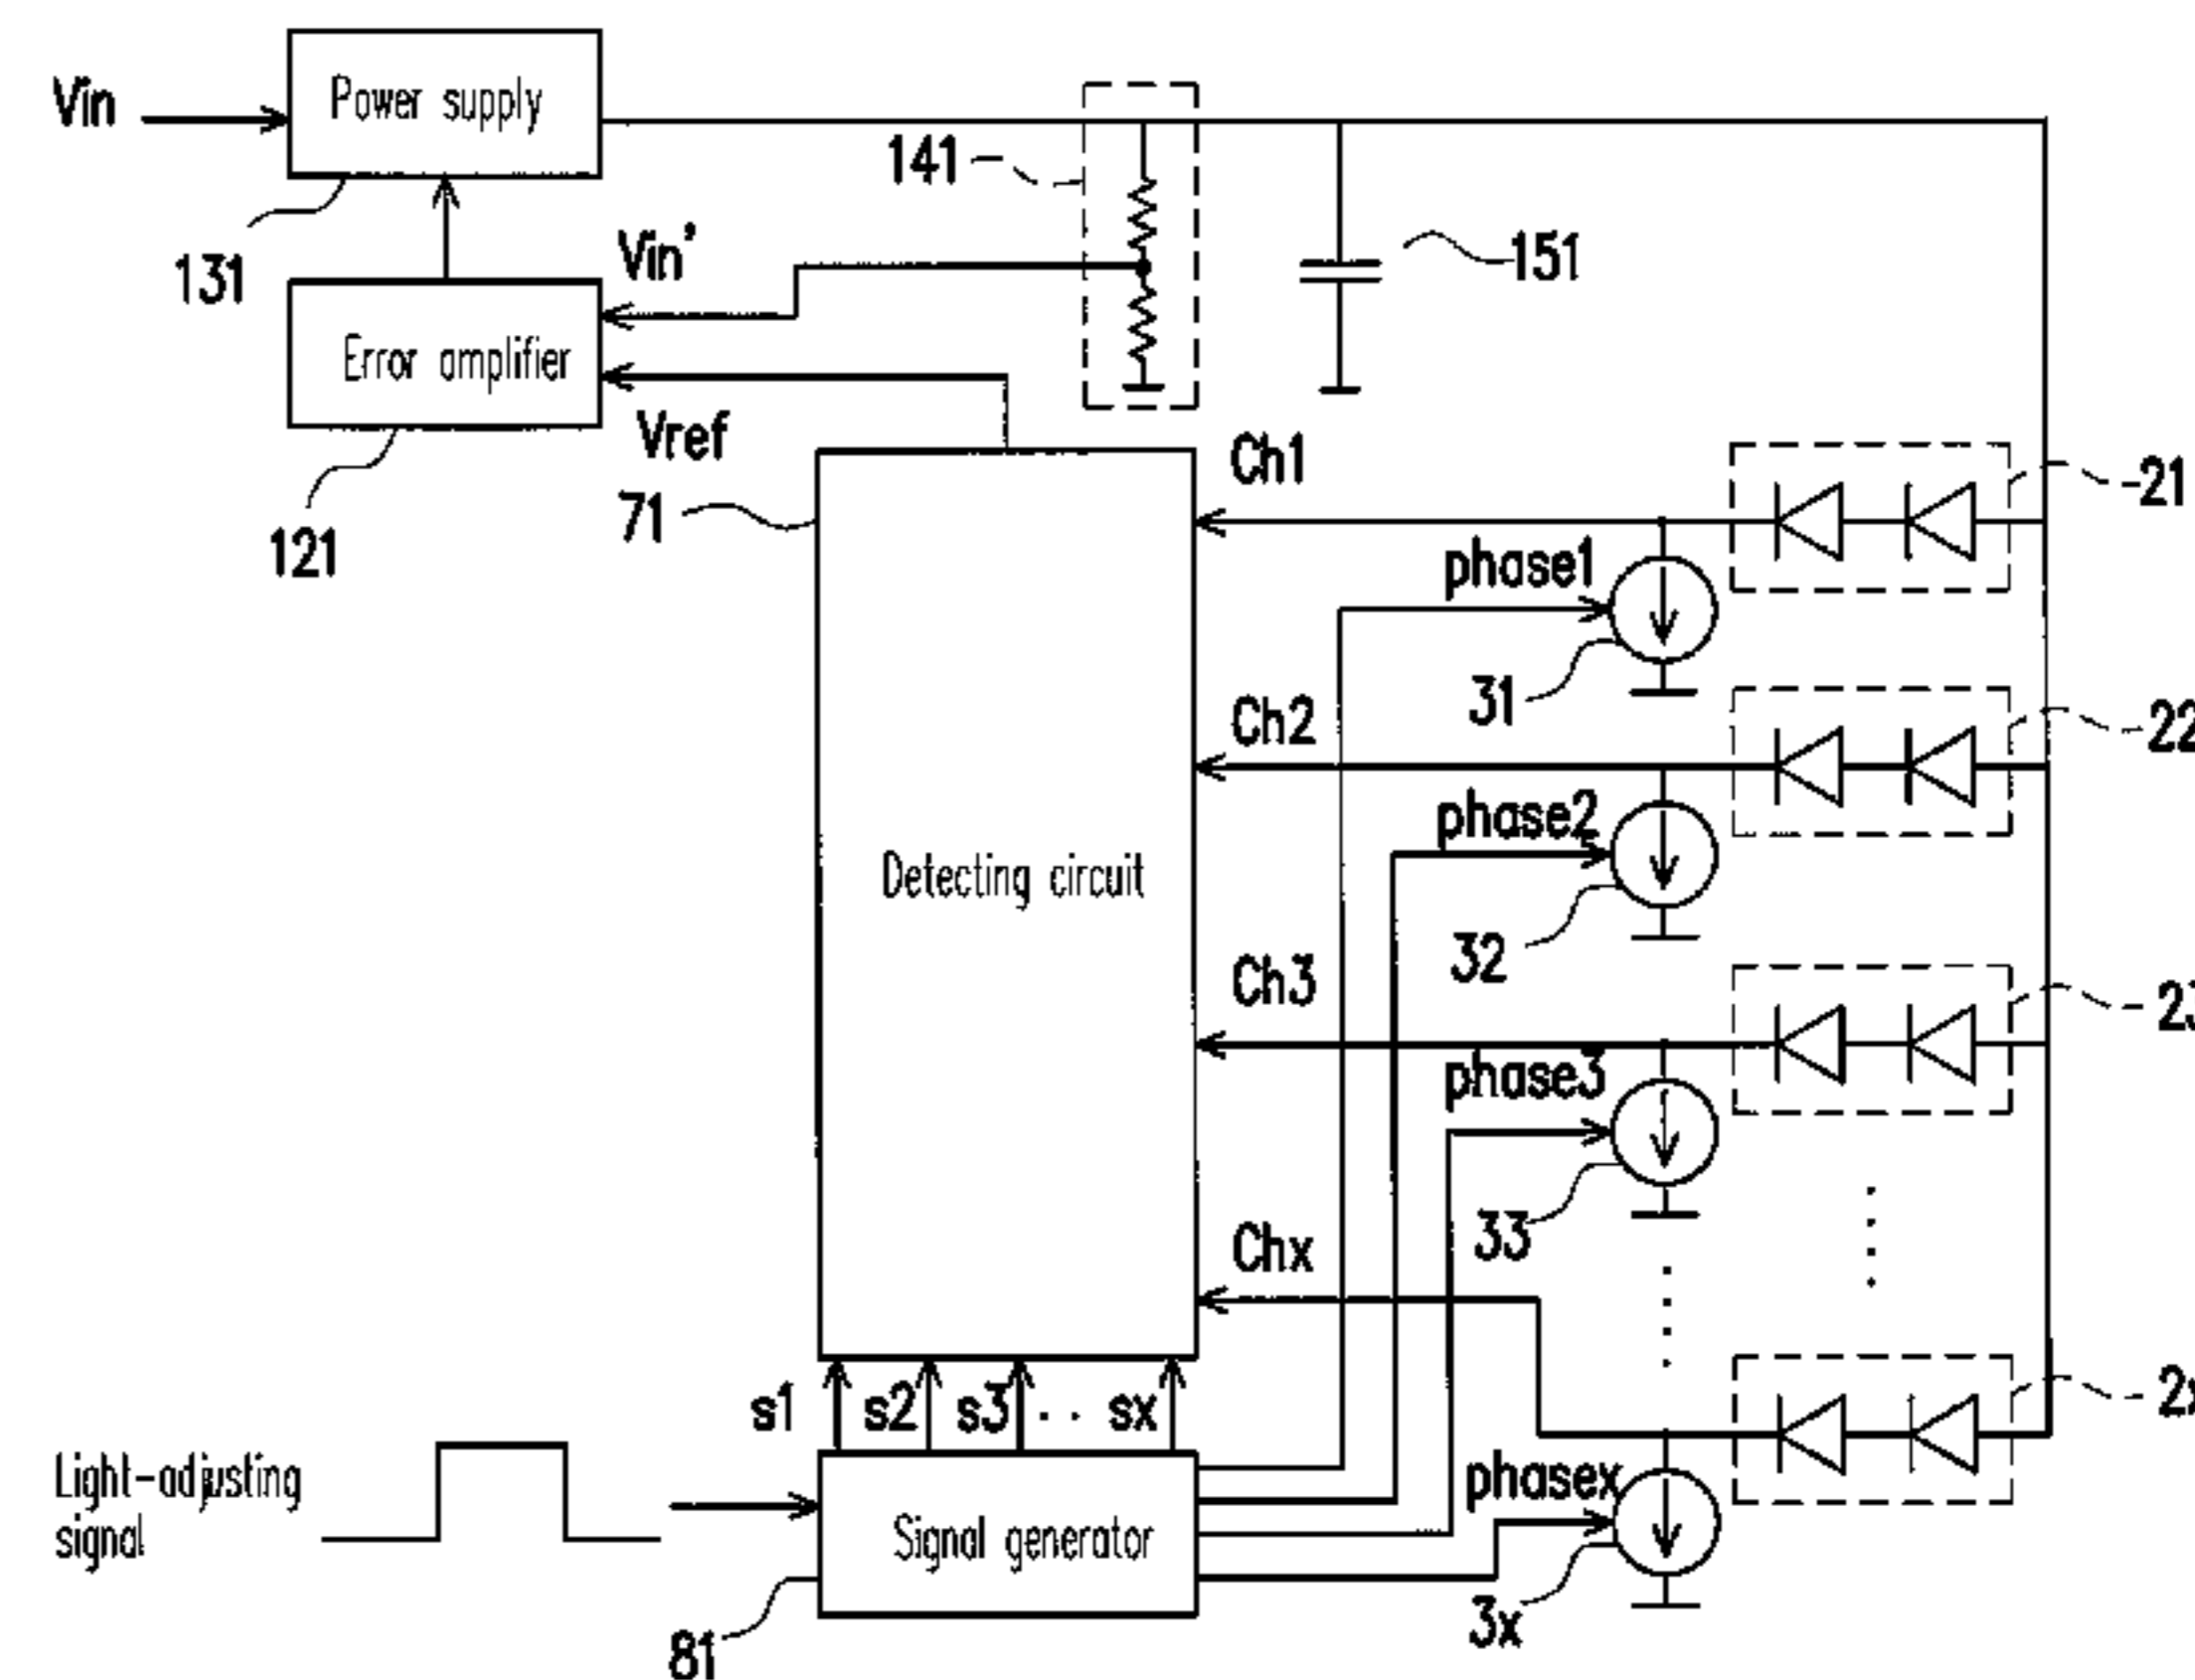 Vin
Power supply
141
Vin'
151
131
Error amplifier
Vref
Ch1
21
71
121
phase1
31
Ch2
22
phase2
Detecting circuit
32
Ch3
phase3
33
Chx
s1 s2 s3 .. sx
Light-adjusting
signal
phasex
Signal generator
3x
81